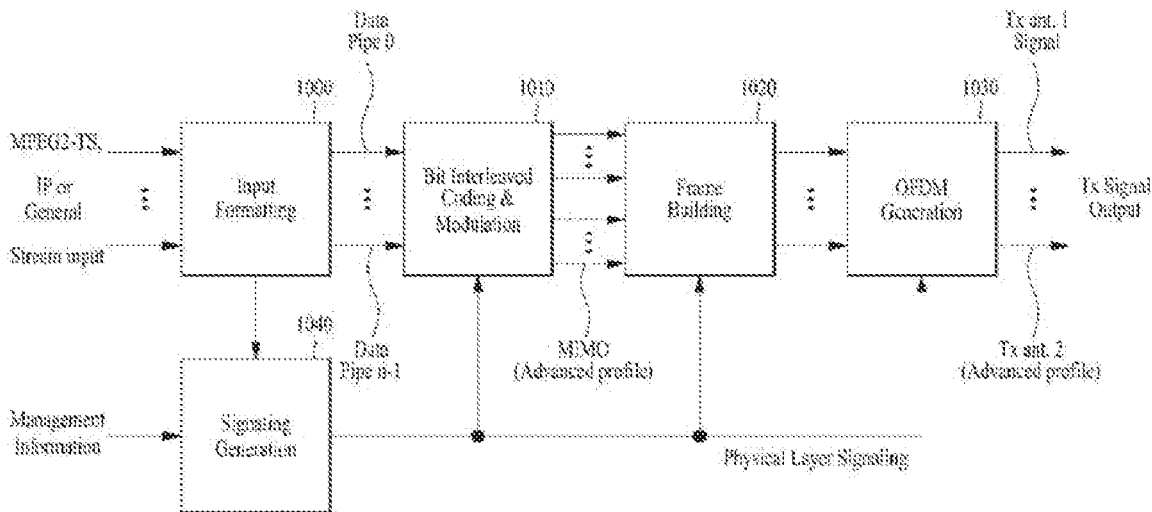 Data
Pipe 0
Tx ant. 1
Signal
1000
1010
1020
1030
MPEG2-TS,
IP or
General
Stream input
Input
Formatting
Bit Interleaved
Coding &
Modulation
Frame
Building
OFDM
Generation
Tx Signal
Output
1040
Data
Pipe n-1
MIMO
(Advanced profile)
Tx ant. 2
(Advanced profile)
Management
Information
Signaling
Generation
Physical Layer Signaling